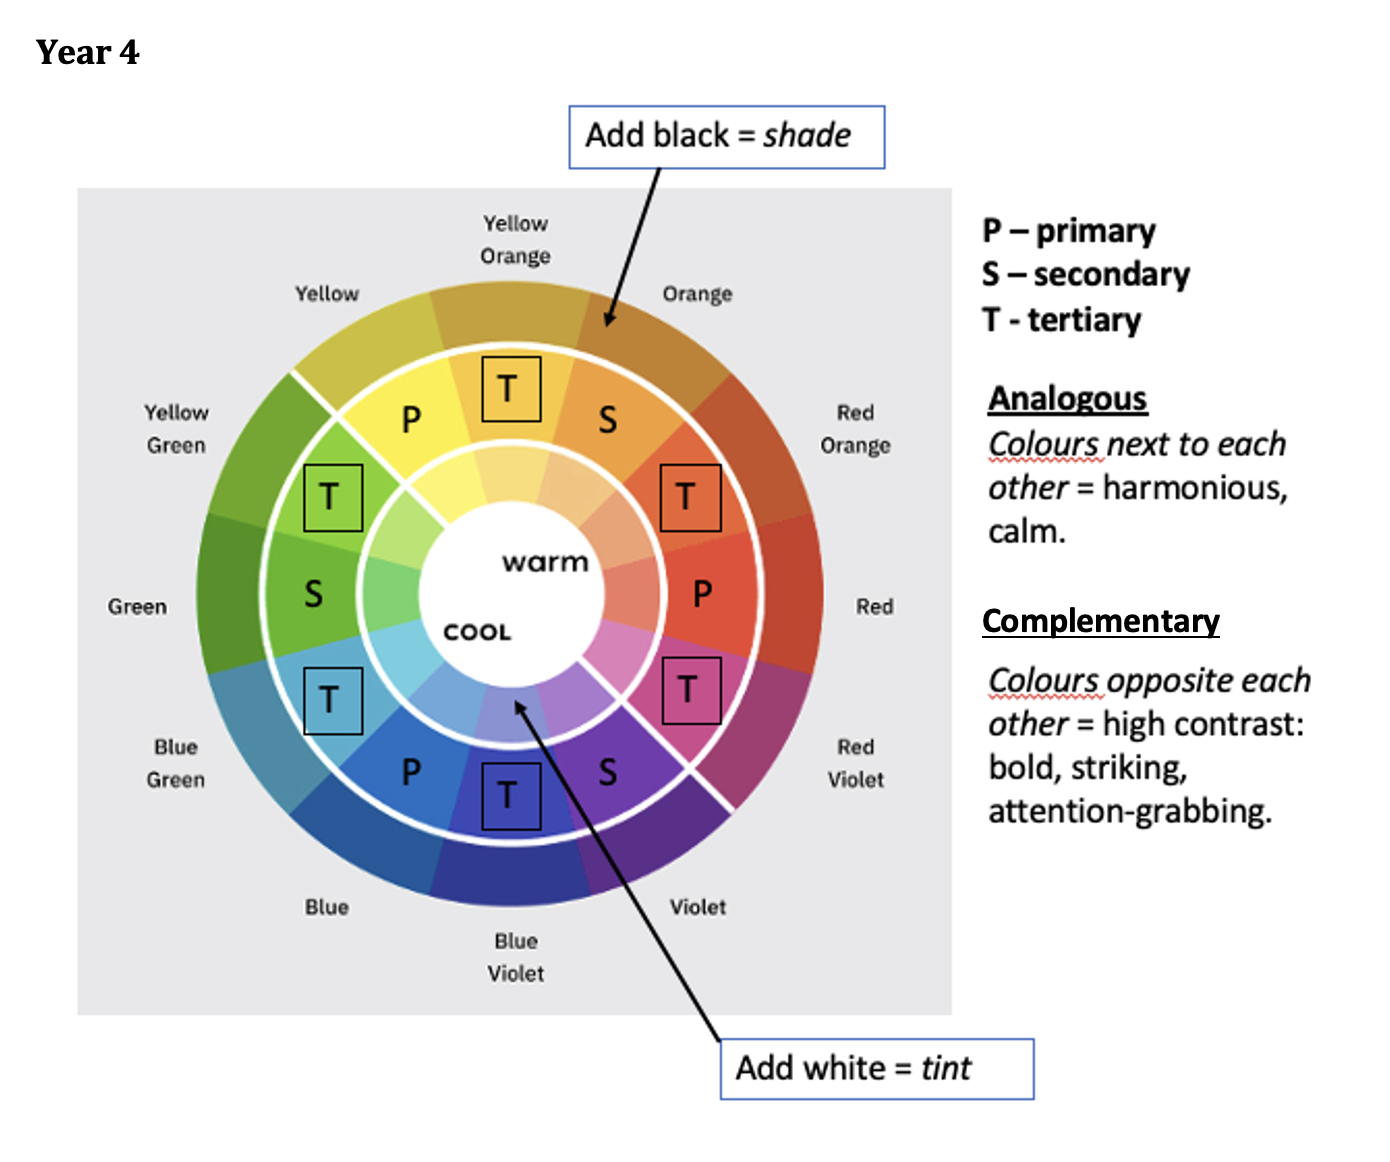 Year 4
Add black = shade
Yellow
Orange
Yellow
Orange
Yellow
Green
Red
Orange
Green
Red
Blue
Green
Red
Violet
Blue
Violet
Blue
Violet
P
T
S
T
T
S
P
T
T
P
T
S
warm
COOL
P – primary
S – secondary
T - tertiary
Analogous
Colours next to each
other = harmonious,
calm.
Complementary
Colours opposite each
other = high contrast:
bold, striking,
attention-grabbing.
Add white = tint